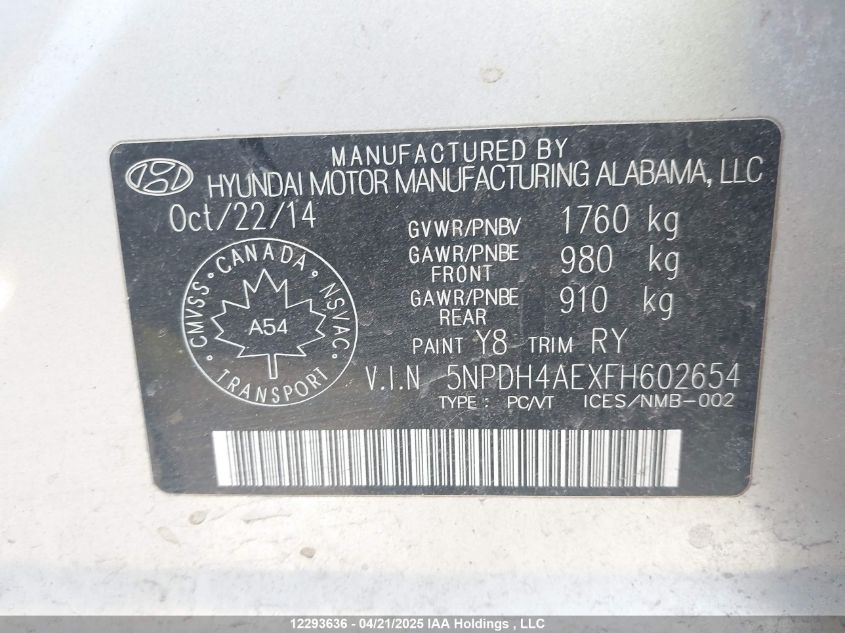 MANUFACTURED BY
HYUNDAI MOTOR MANUFACTURING ALABAMA, LLC
Oct/22/14
GVWR/PNBV 1760 kg
GAWR/PNBE FRONT 980 kg
GAWR/PNBE REAR 910 kg
CANADA
CMVSS NSVAC
A54
TRANSPORT
PAINT Y8 TRIM RY
V.I.N 5NPDH4AEXFH602654
TYPE : PC/VT ICES/NMB-002
12293636 - 04/21/2025 IAA Holdings , LLC